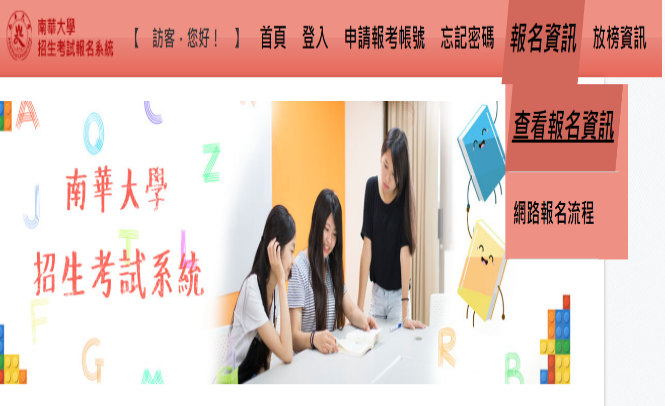 南華大學
招生考試報名系統
【 訪客 · 您好！ 】 首頁 登入 申請報考帳號 忘記密碼 報名資訊 放榜資訊
查看報名資訊
網路報名流程
A
O
C
Z
J
南華大學
T
L
招生考試系統
F
G
M
R
B